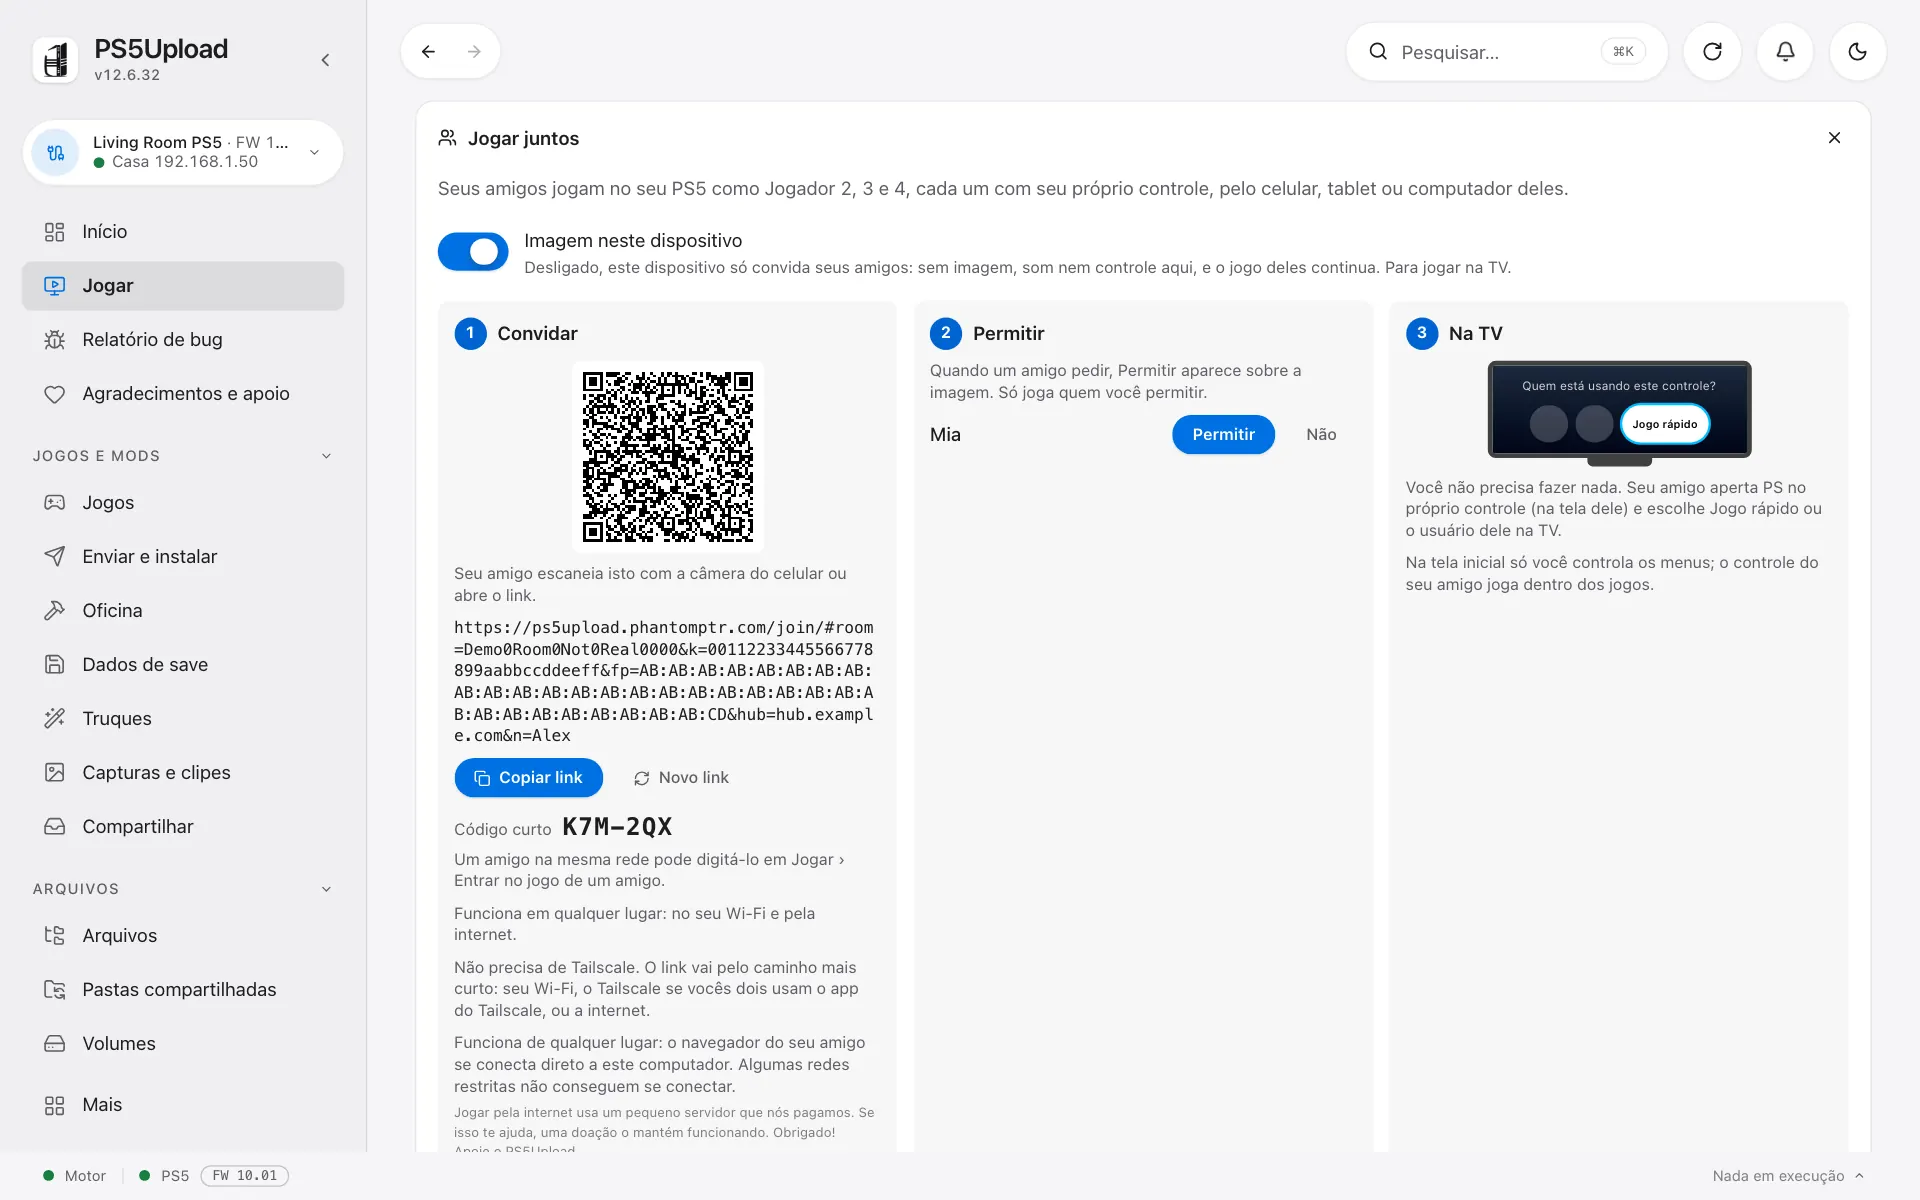 PS5Upload
v12.6.32
Living Room PS5 · FW 1...
Casa 192.168.1.50
Início
Jogar
Relatório de bug
Agradecimentos e apoio
JOGOS E MODS
Jogos
Enviar e instalar
Oficina
Dados de save
Truques
Capturas e clipes
Compartilhar
ARQUIVOS
Arquivos
Pastas compartilhadas
Volumes
Mais
Motor
PS5
FW 10.01
Pesquisar...
⌘K
Jogar juntos
Seus amigos jogam no seu PS5 como Jogador 2, 3 e 4, cada um com seu próprio controle, pelo celular, tablet ou computador deles.
Imagem neste dispositivo
Desligado, este dispositivo só convida seus amigos: sem imagem, som nem controle aqui, e o jogo deles continua. Para jogar na TV.
1 Convidar
Seu amigo escaneia isto com a câmera do celular ou
abre o link.
https://ps5upload.phantomptr.com/join/#room
=Demo0Room0Not0Real0000&k=00112233445566778
899aabbccddeeff&fp=AB:AB:AB:AB:AB:AB:AB:AB:
AB:AB:AB:AB:AB:AB:AB:AB:AB:AB:AB:AB:AB:AB:A
B:AB:AB:AB:AB:AB:AB:AB:AB:CD&hub=hub.exampl
e.com&n=Alex
Copiar link
Novo link
Código curto K7M-2QX
Um amigo na mesma rede pode digitá-lo em Jogar ›
Entrar no jogo de um amigo.
Funciona em qualquer lugar: no seu Wi-Fi e pela
internet.
Não precisa de Tailscale. O link vai pelo caminho mais
curto: seu Wi-Fi, o Tailscale se vocês dois usam o app
do Tailscale, ou a internet.
Funciona de qualquer lugar: o navegador do seu amigo
se conecta direto a este computador. Algumas redes
restritas não conseguem se conectar.
Jogar pela internet usa um pequeno servidor que nós pagamos. Se
isso te ajuda, uma doação o mantém funcionando. Obrigado!
Apoie o PS5Upload
2 Permitir
Quando um amigo pedir, Permitir aparece sobre a
imagem. Só joga quem você permitir.
Mia
Permitir
Não
3 Na TV
Quem está usando este controle?
Jogo rápido
Você não precisa fazer nada. Seu amigo aperta PS no
próprio controle (na tela dele) e escolhe Jogo rápido ou
o usuário dele na TV.
Na tela inicial só você controla os menus; o controle do
seu amigo joga dentro dos jogos.
Nada em execução